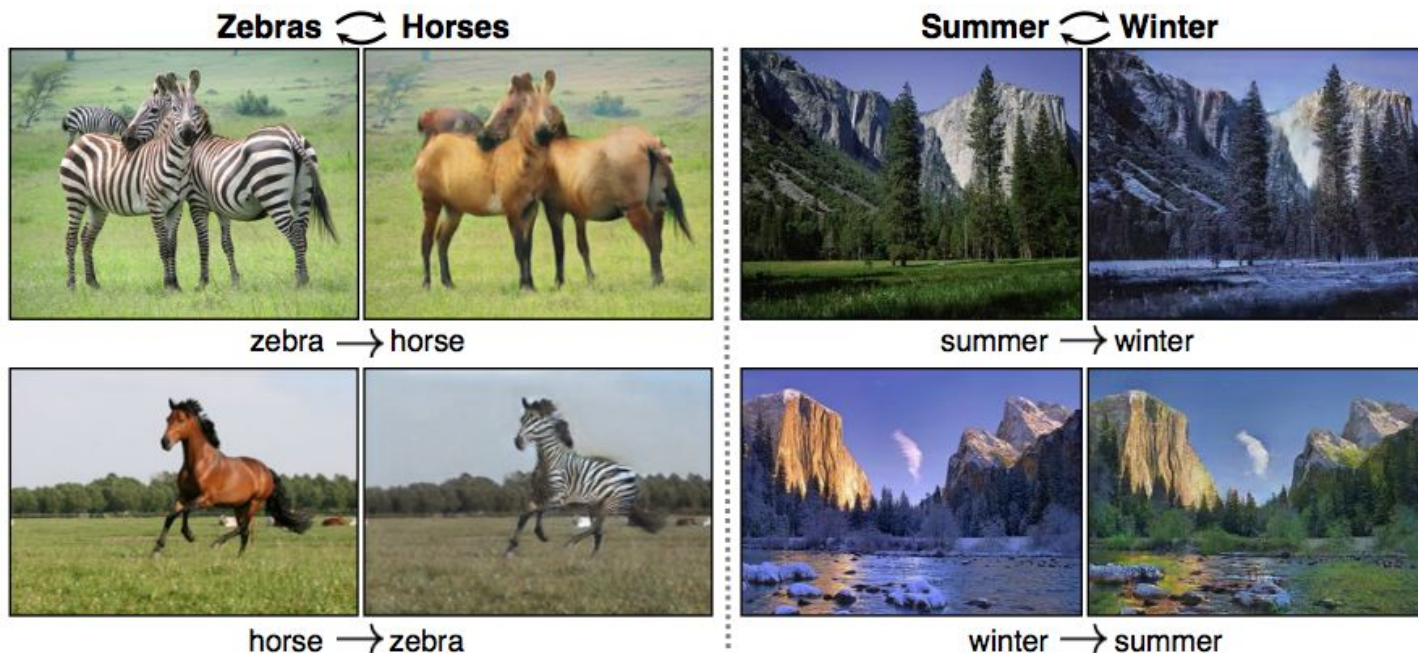 Zebras Horses
zebra → horse
horse → zebra
Summer Winter
summer → winter
winter → summer